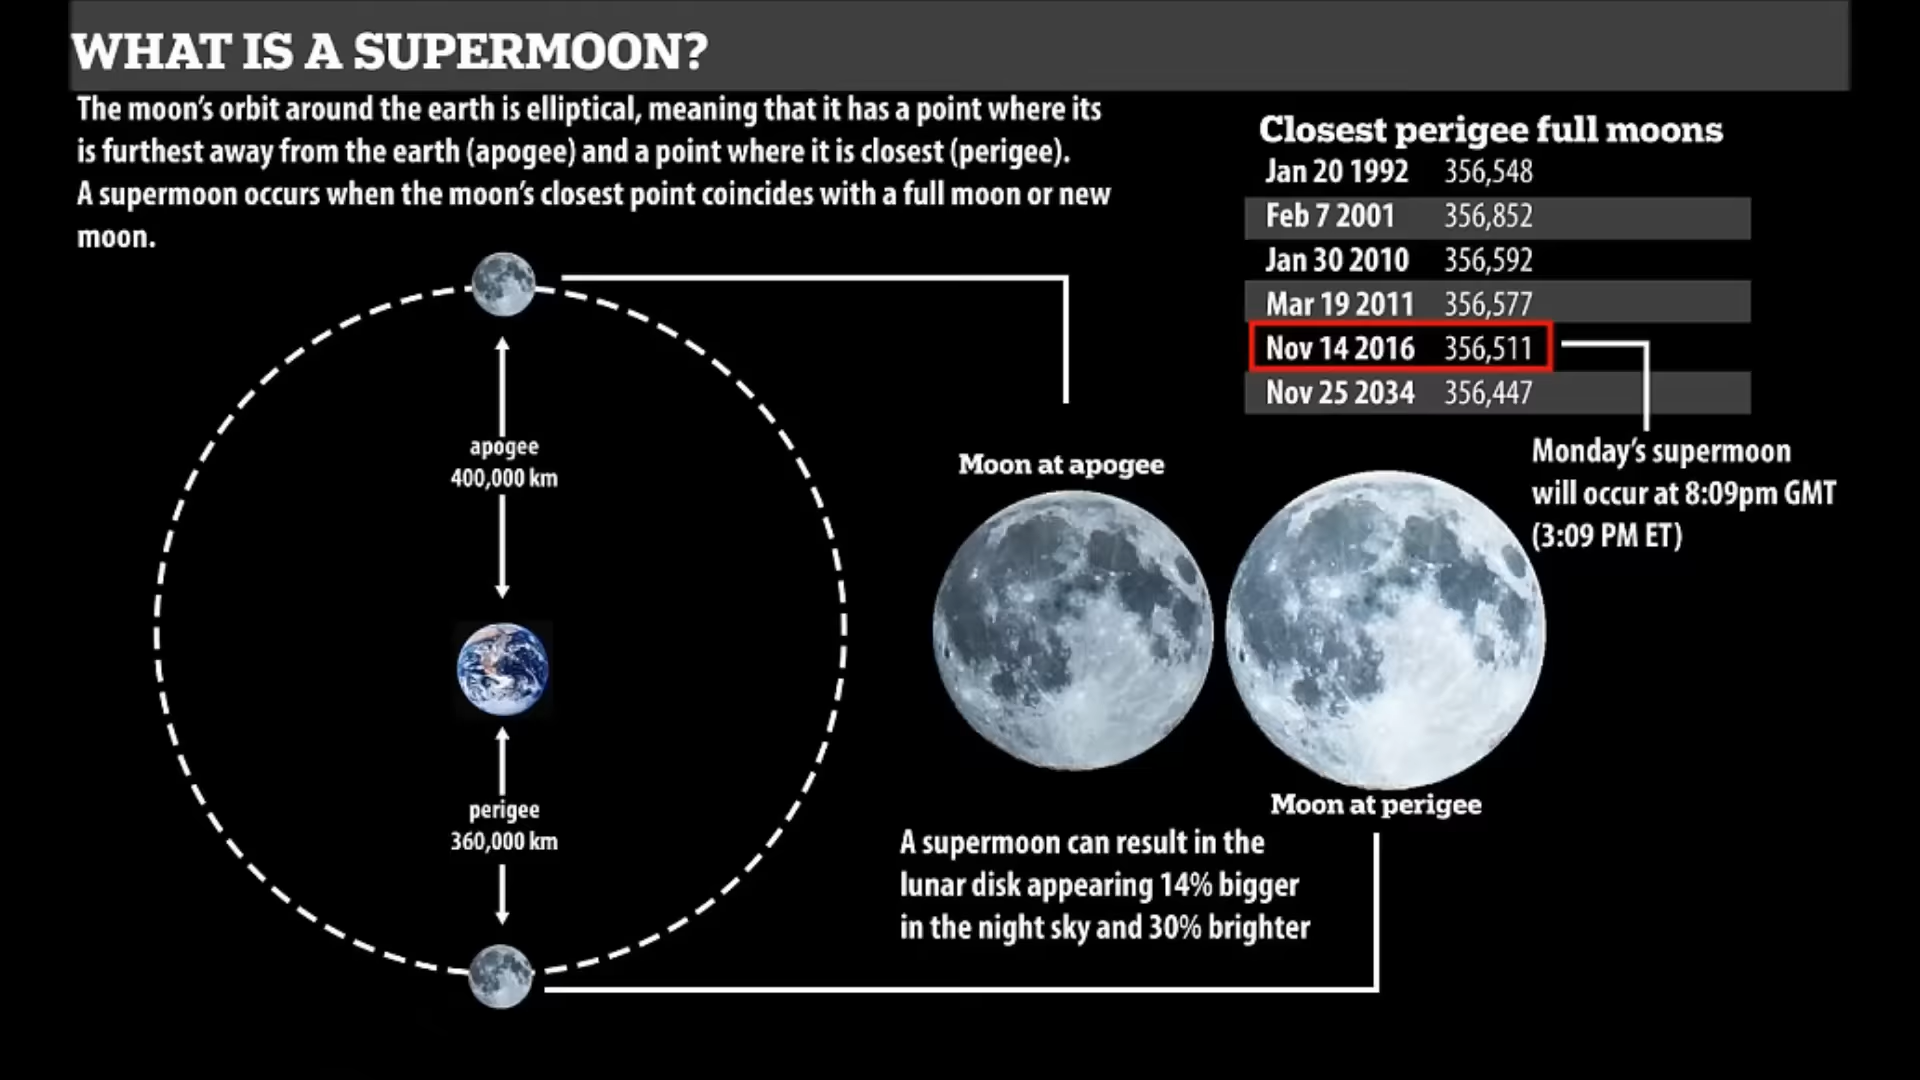 WHAT IS A SUPERMOON?
The moon's orbit around the earth is elliptical, meaning that it has a point where its
is furthest away from the earth (apogee) and a point where it is closest (perigee).
A supermoon occurs when the moon's closest point coincides with a full moon or new
moon.
Closest perigee full moons
Jan 20 1992 356,548
Feb 7 2001 356,852
Jan 30 2010 356,592
Mar 19 2011 356,577
Nov 14 2016 356,511
Nov 25 2034 356,447
Monday's supermoon
will occur at 8:09pm GMT
(3:09 PM ET)
apogee
400,000 km
perigee
360,000 km
Moon at apogee
Moon at perigee
A supermoon can result in the
lunar disk appearing 14% bigger
in the night sky and 30% brighter